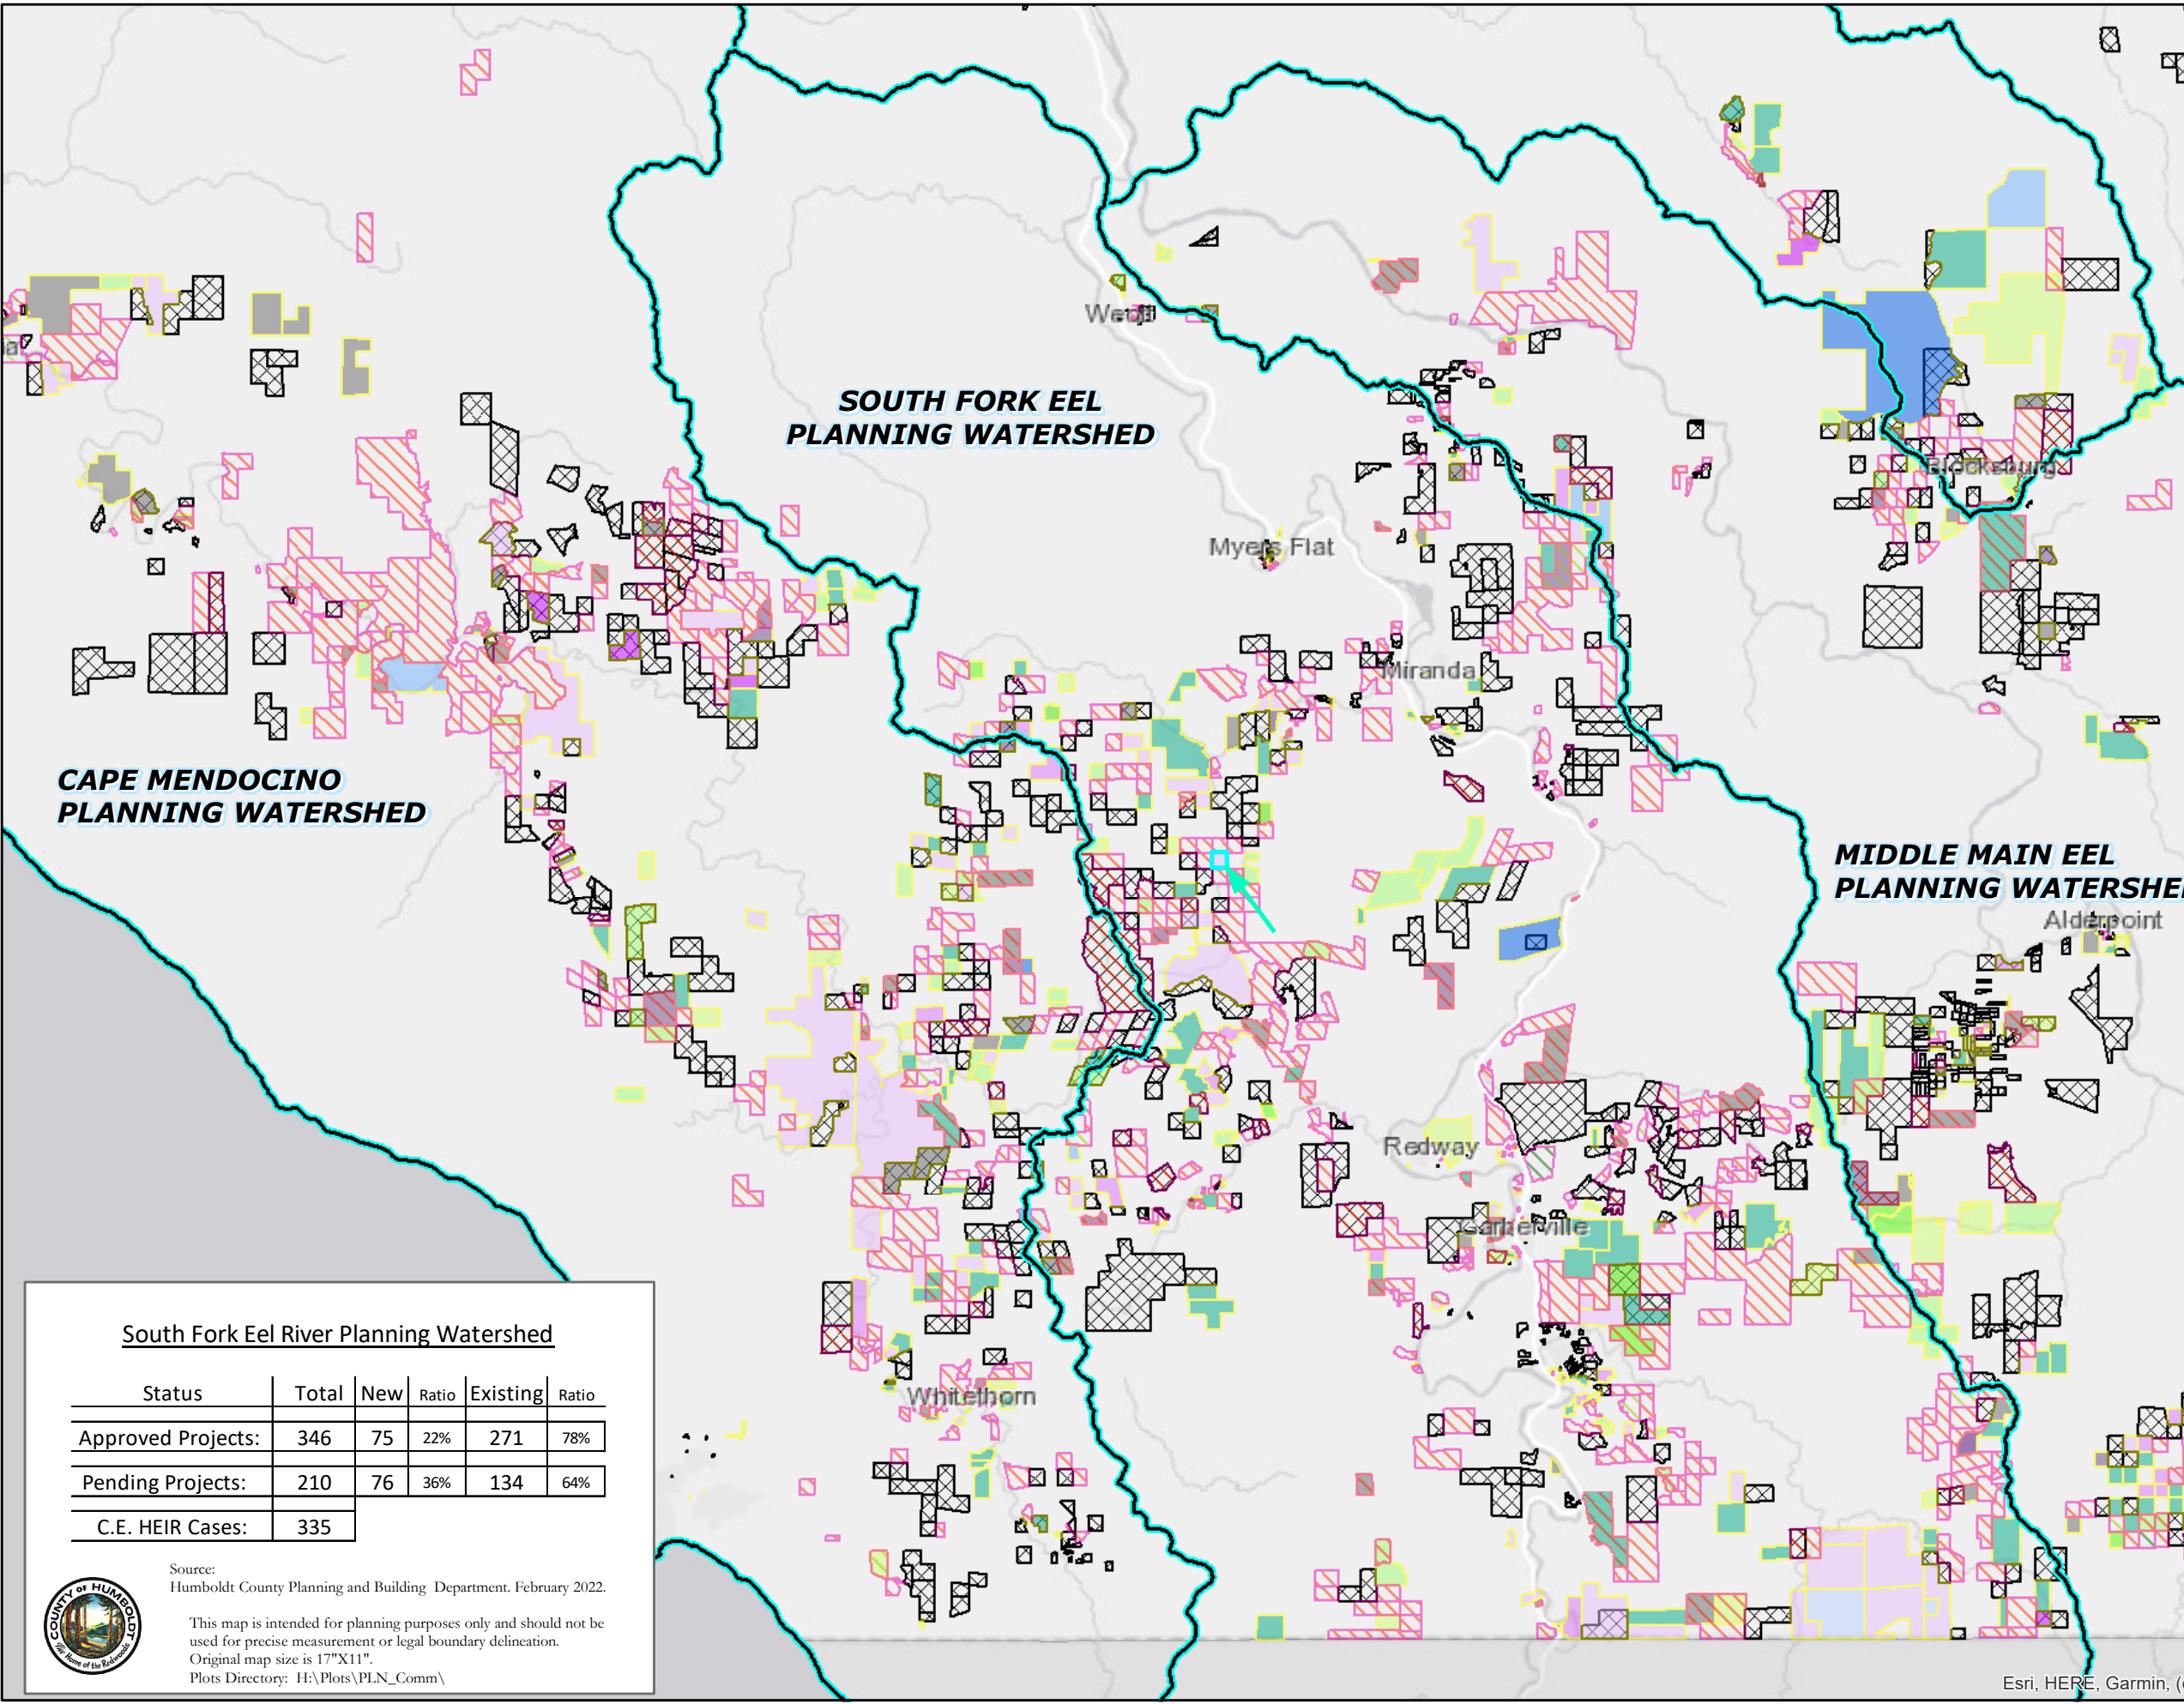 SOUTH FORK EEL
PLANNING WATERSHED
Myers Flat
Blocksburg
Miranda
CAPE MENDOCINO
PLANNING WATERSHED
MIDDLE MAIN EEL
PLANNING WATERSHE
Alderpoint
Redway
Garberville
Whitethorn
South Fork Eel River Planning Watershed
Status Total New Ratio Existing Ratio
Approved Projects: 346 75 22% 271 78%
Pending Projects: 210 76 36% 134 64%
C.E. HEIR Cases: 335
Source:
Humboldt County Planning and Building Department. February 2022.
This map is intended for planning purposes only and should not be
used for precise measurement or legal boundary delineation.
Original map size is 17"X11".
Plots Directory: H:\Plots\PLN_Comm\
COUNTY OF HUMBOLDT
The Home of the Redwoods
Esri, HERE, Garmin, (